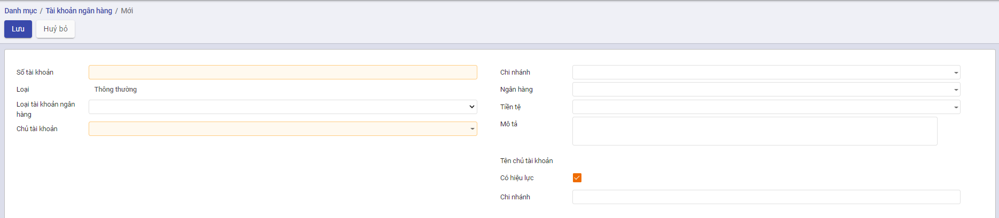 Danh mục / Tài khoản ngân hàng / Mới
Lưu Huỷ bỏ
Số tài khoản
Loại Thông thường
Loại tài khoản ngân
hàng
Chủ tài khoản
Chi nhánh
Ngân hàng
Tiền tệ
Mô tả
Tên chủ tài khoản
Có hiệu lực
Chi nhánh